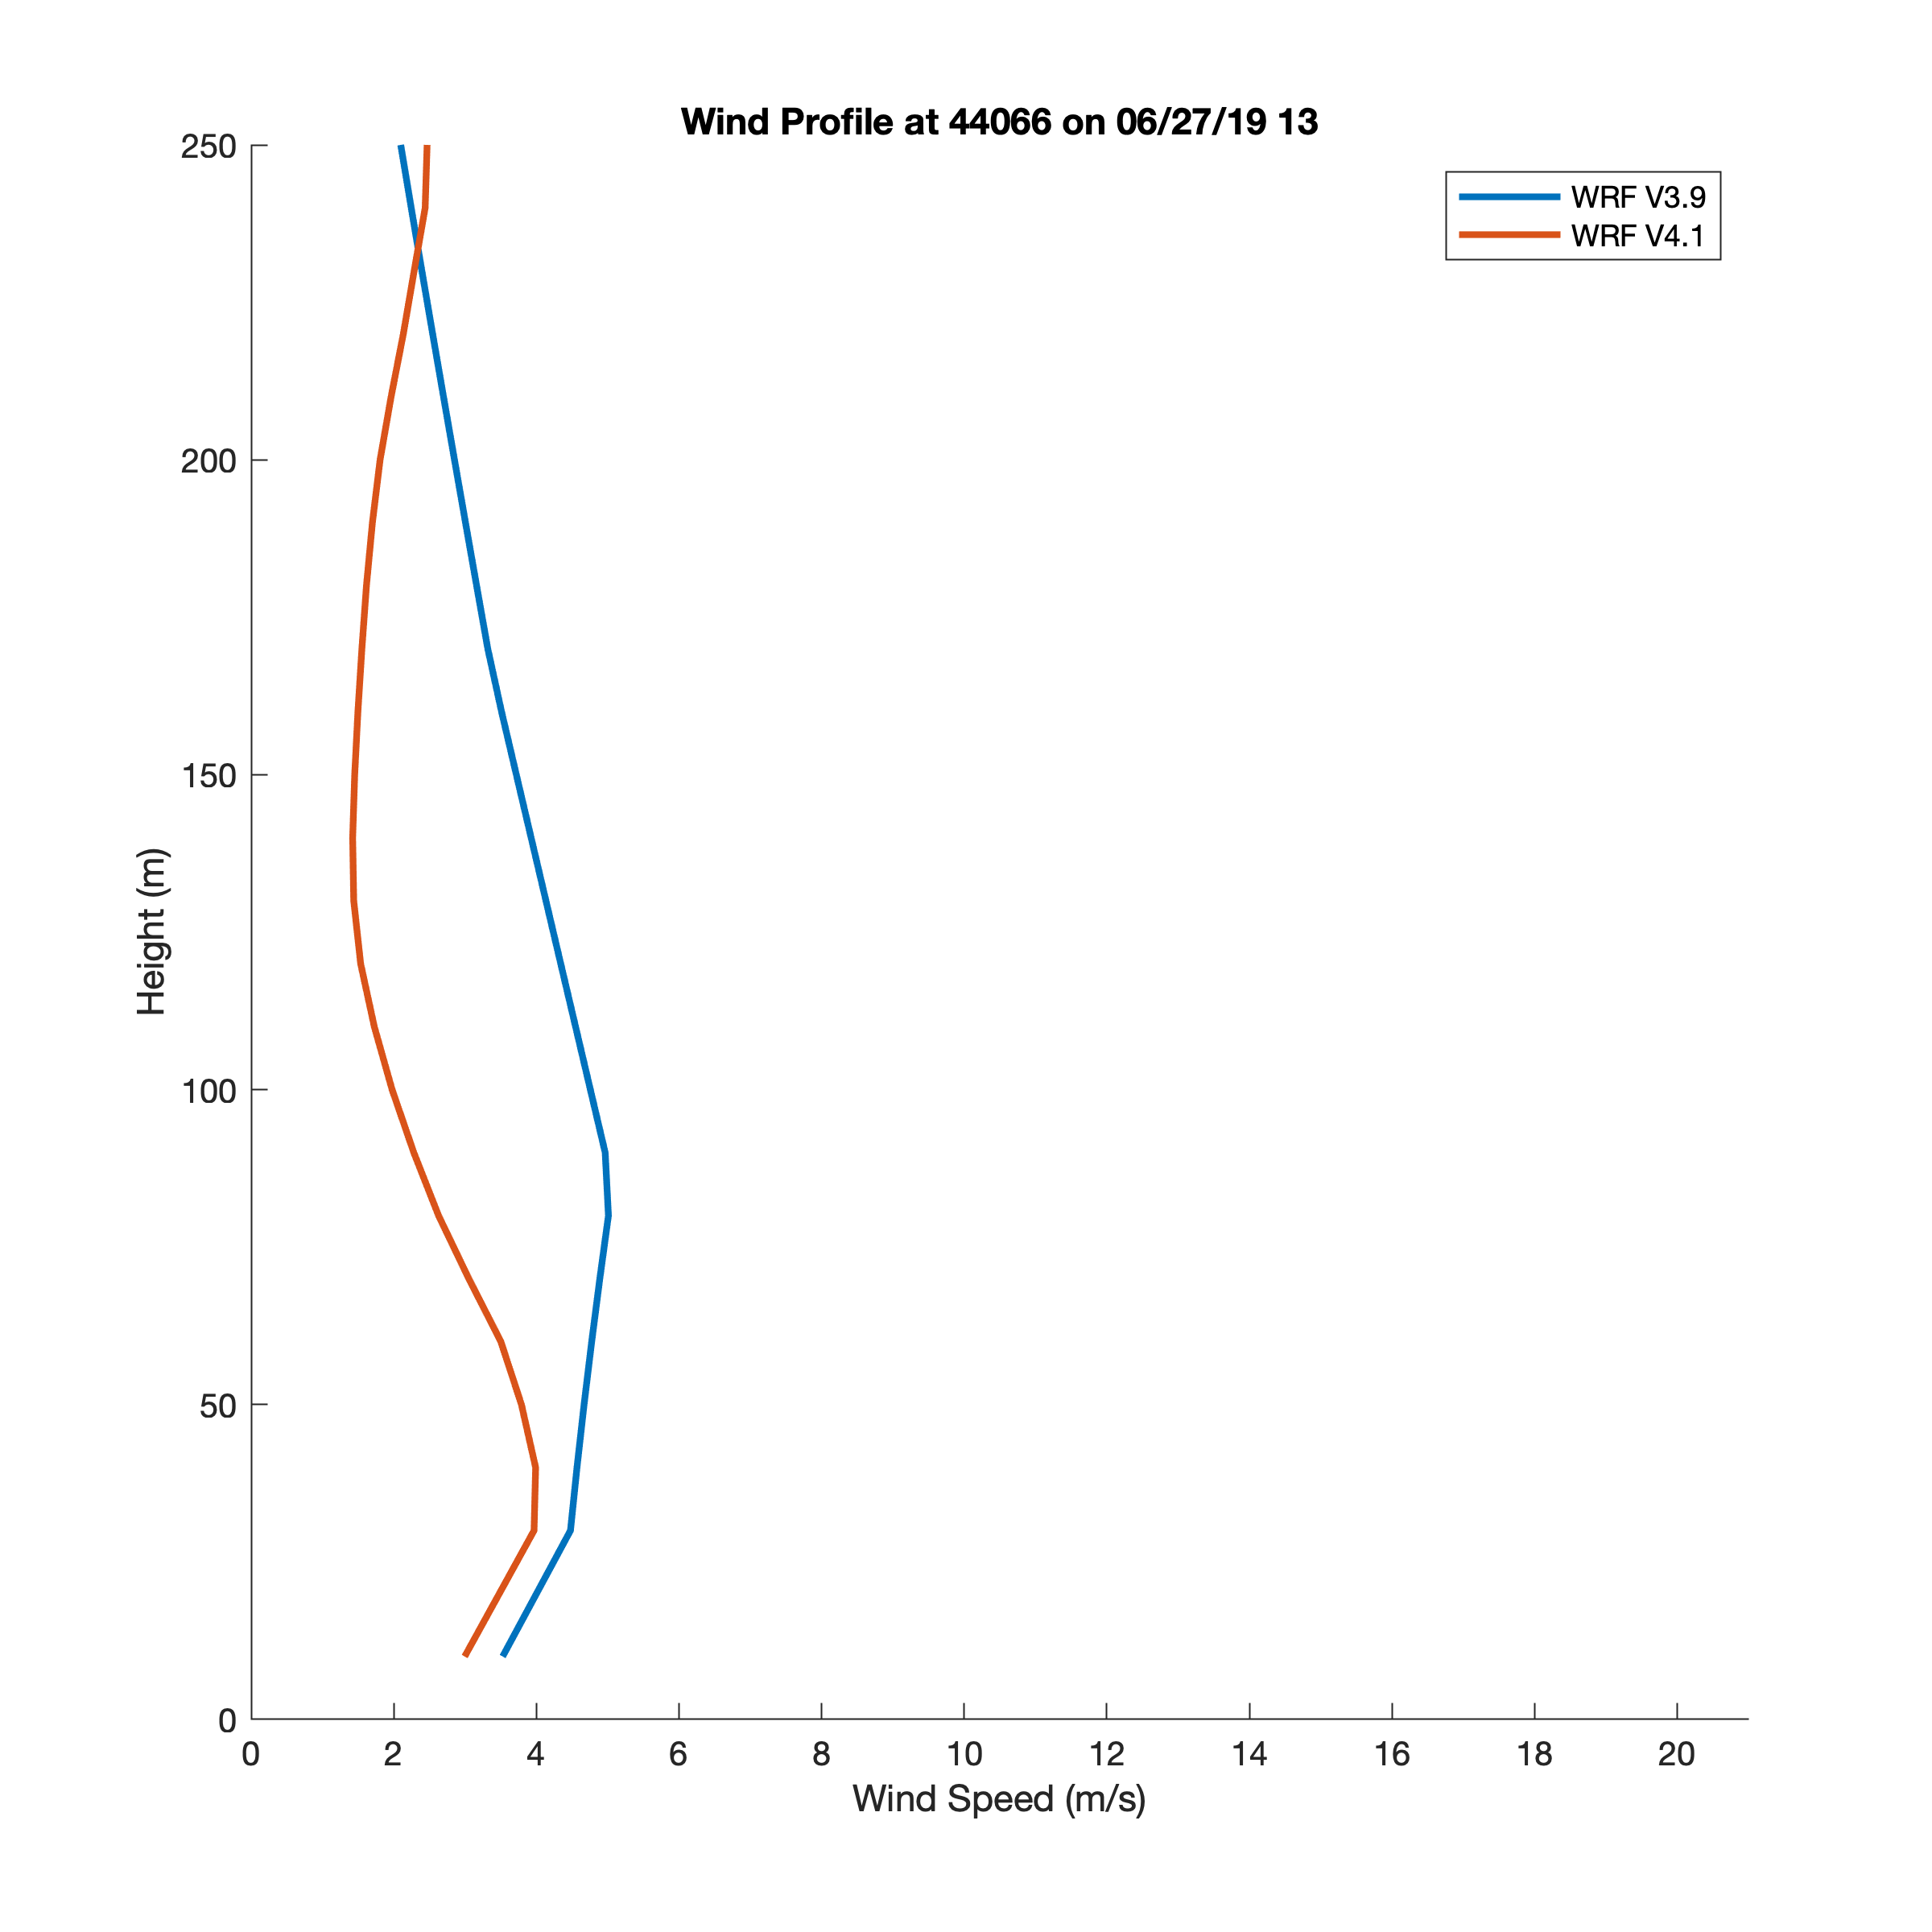 Wind Profile at 44066 on 06/27/19 13
WRF V3.9
WRF V4.1
250
200
150
100
50
0
Height (m)
0 2 4 6 8 10 12 14 16 18 20
Wind Speed (m/s)